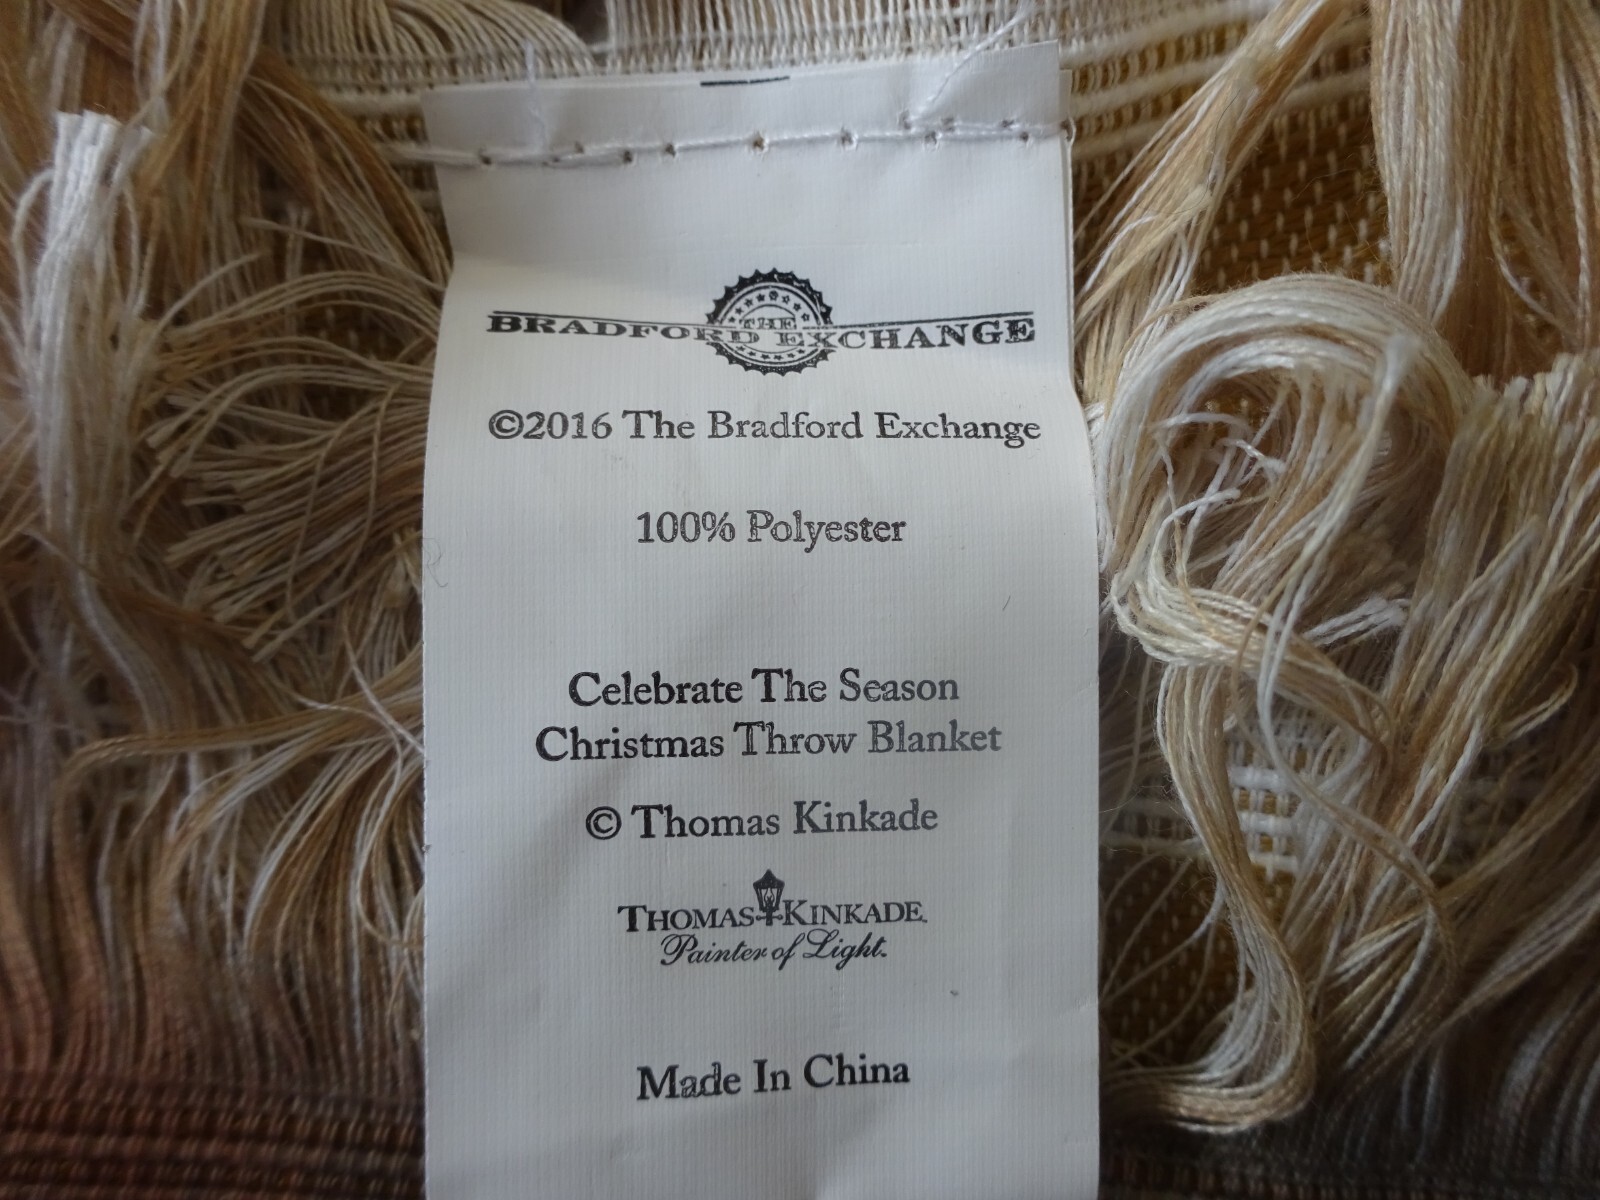 THE
BRADFORD EXCHANGE
©2016 The Bradford Exchange
100% Polyester
Celebrate The Season
Christmas Throw Blanket
© Thomas Kinkade
THOMAS KINKADE.
Painter of Light.
Made In China